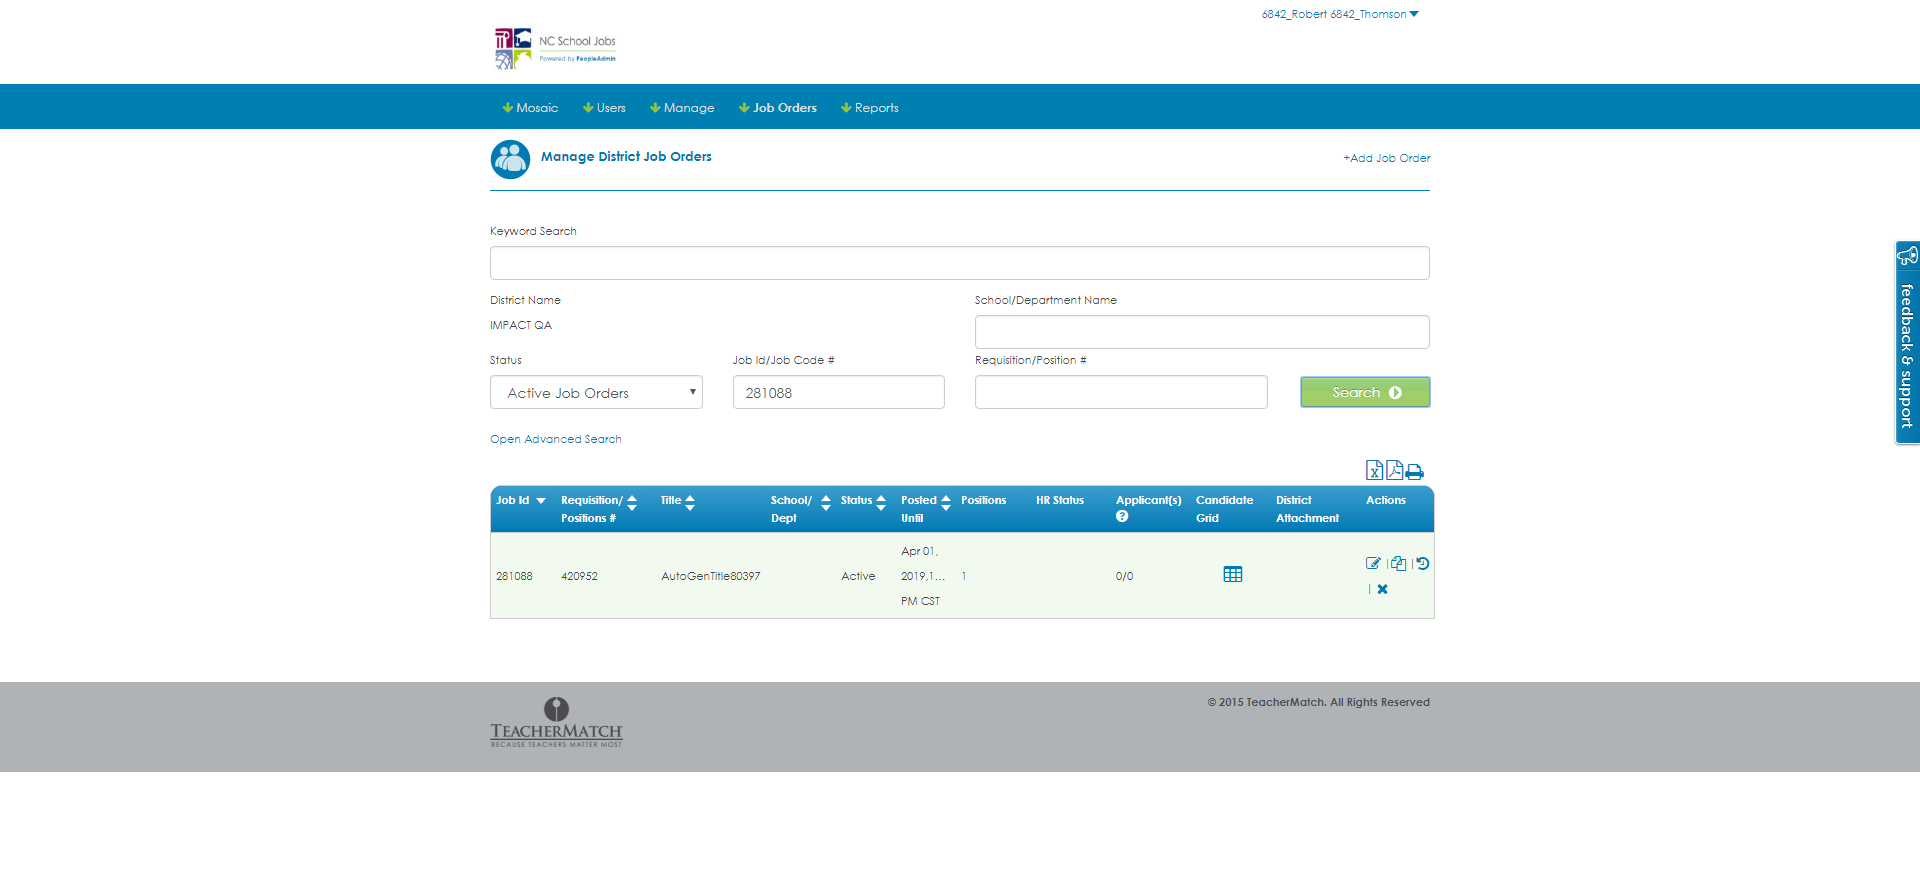 6842_Robert 6842_Thomson
NC School Jobs
Powered by PeopleAdmin
Mosaic Users Manage Job Orders Reports
Manage District Job Orders
+Add Job Order
Keyword Search
District Name School/Department Name
IMPACT QA
Status Job Id/Job Code # Requisition/Position #
Active Job Orders 281088 Search
Open Advanced Search
Job Id Requisition/ Title School/ Status Posted Positions HR Status Applicant(s) Candidate District Actions
Positions # Dept Until ? Grid Attachment
Apr 01,
281088 420952 AutoGenTitle80397 Active 2019,1... 1 0/0
PM CST
feedback & support
© 2015 TeacherMatch. All Rights Reserved
TEACHERMATCH
BECAUSE TEACHERS MATTER MOST